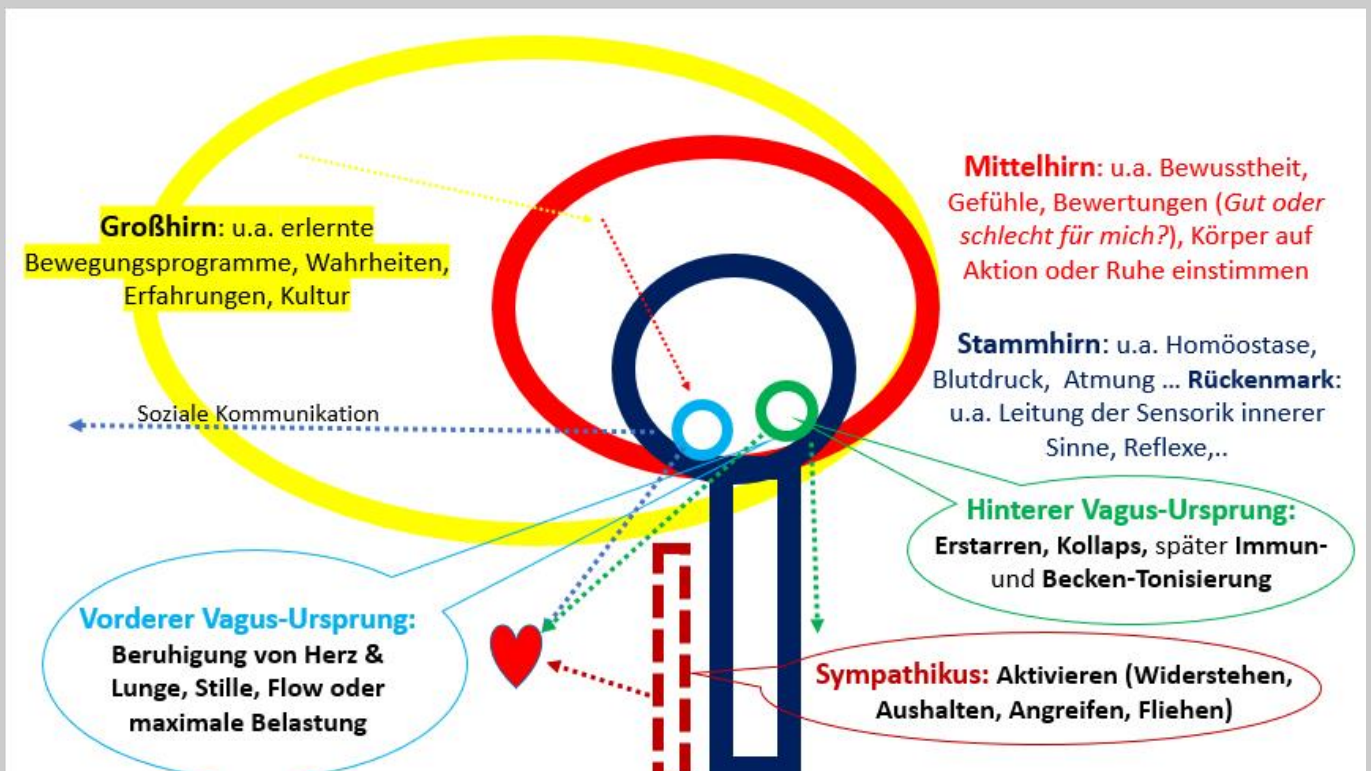 Großhirn: u.a. erlernte
Bewegungsprogramme, Wahrheiten,
Erfahrungen, Kultur
Mittelhirn: u.a. Bewusstheit,
Gefühle, Bewertungen (Gut oder
schlecht für mich?), Körper auf
Aktion oder Ruhe einstimmen
Stammhirn: u.a. Homöostase,
Blutdruck, Atmung ... Rückenmark:
u.a. Leitung der Sensorik innerer
Sinne, Reflexe,..
Soziale Kommunikation
Hinterer Vagus-Ursprung:
Erstarren, Kollaps, später Immun-
und Becken-Tonisierung
Vorderer Vagus-Ursprung:
Beruhigung von Herz &
Lunge, Stille, Flow oder
maximale Belastung
Sympathikus: Aktivieren (Widerstehen,
Aushalten, Angreifen, Fliehen)